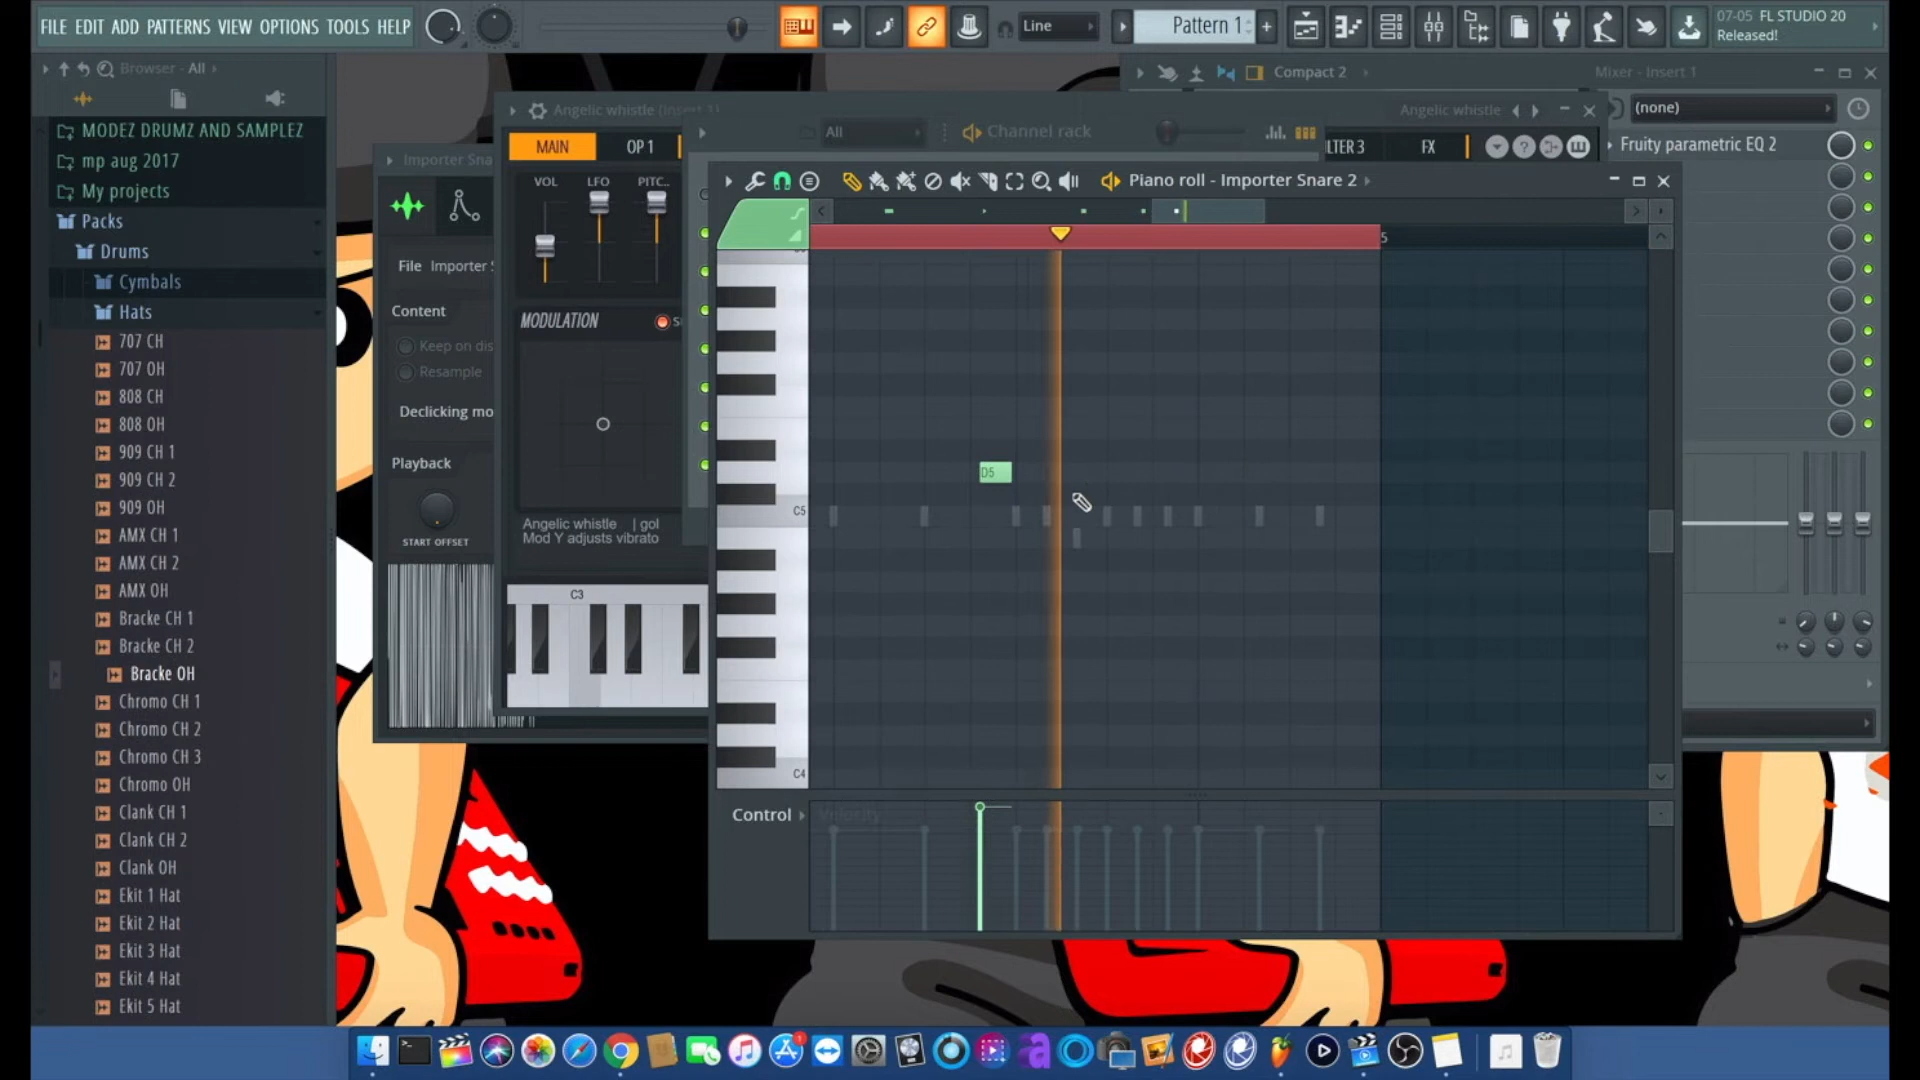 FILE EDIT ADD PATTERNS VIEW OPTIONS TOOLS HELP
Line
Pattern 1
07-05 FL STUDIO 20
Released!
Browser - All
Compact 2
Mixer - Insert 1
(none)
Fruity parametric EQ 2
MODEZ DRUMZ AND SAMPLEZ
mp aug 2017
My projects
Packs
Drums
Cymbals
Hats
707 CH
707 OH
808 CH
808 OH
909 CH 1
909 CH 2
909 OH
AMX CH 1
AMX CH 2
AMX OH
Bracke CH 1
Bracke CH 2
Bracke OH
Chromo CH 1
Chromo CH 2
Chromo CH 3
Chromo OH
Clank CH 1
Clank CH 2
Clank OH
Ekit 1 Hat
Ekit 2 Hat
Ekit 3 Hat
Ekit 4 Hat
Ekit 5 Hat
Importer Sna
File Importer S
Content
Keep on dis
Resample
Declicking mo
Playback
START OFFSET
Angelic whistle (Insert 1)
Angelic whistle
MAIN
OP 1
LTER 3
FX
VOL
LFO
PITC..
MODULATION
S
Angelic whistle | gol
Mod Y adjusts vibrato
C3
All
Channel rack
Piano roll - Importer Snare 2
5
D5
C5
C4
Control
Velocity
1